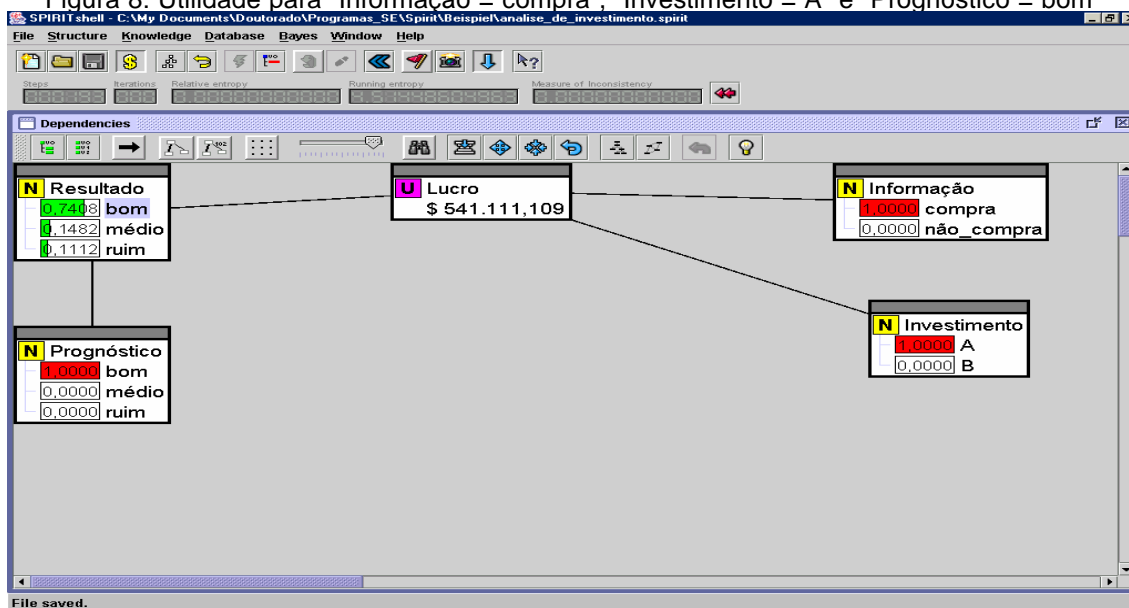 Figura 8: Utilidade para "Informação = compra", "Investimento = A" e "Prognóstico = bom"
SPIRIT shell - C:\My Documents\Doutorado\Programas_SE\Spirit\Beispiel\analise_de_investimento.spirit
File Structure Knowledge Database Bayes Window Help
Steps Iterations Relative entropy Running entropy Measure of Inconsistency
Dependencies
N Resultado
0,7408 bom
0,1482 médio
0,1112 ruim
U Lucro
$ 541.111,109
N Informação
1,0000 compra
0,0000 não_compra
N Investimento
1,0000 A
0,0000 B
N Prognóstico
1,0000 bom
0,0000 médio
0,0000 ruim
File saved.